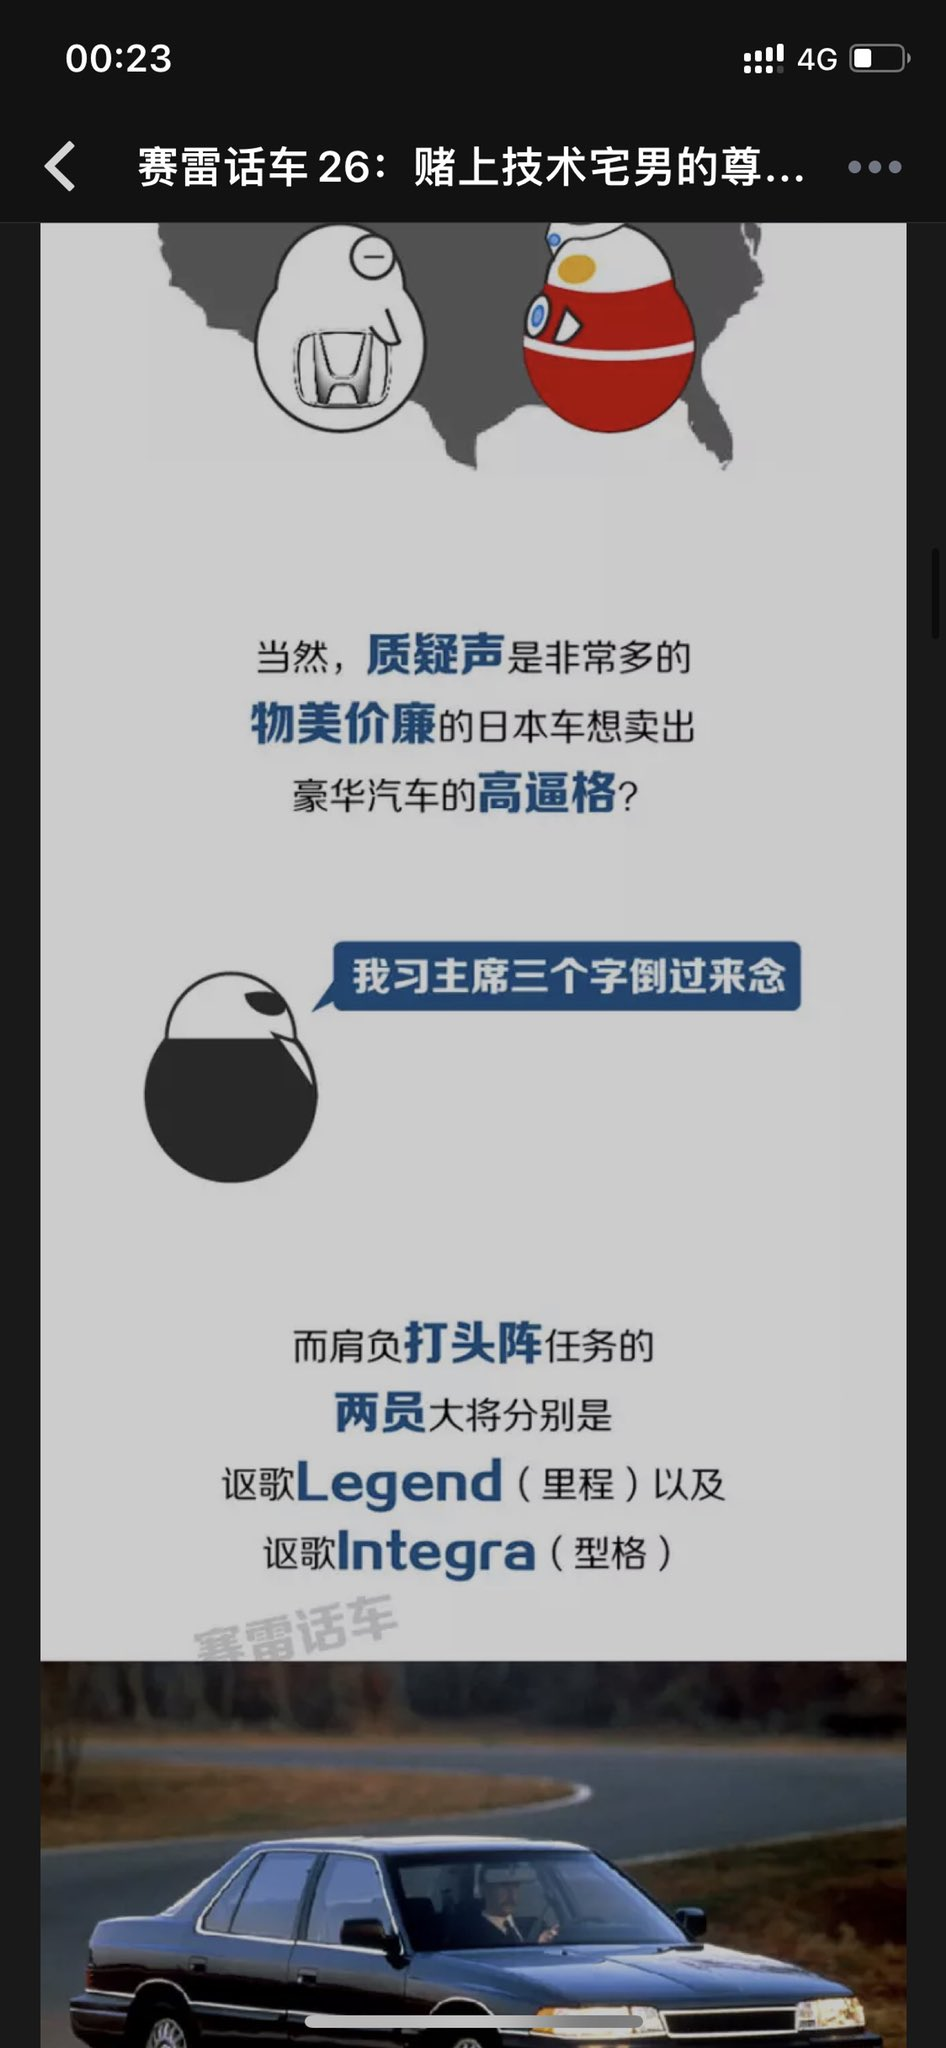 00:23
4G
赛雷话车26：赌上技术宅男的尊...
当然，质疑声是非常多的
物美价廉的日本车想卖出
豪华汽车的高逼格？
我习主席三个字倒过来念
而肩负打头阵任务的
两员大将分别是
讴歌Legend（里程）以及
讴歌Integra（型格）
赛雷话车